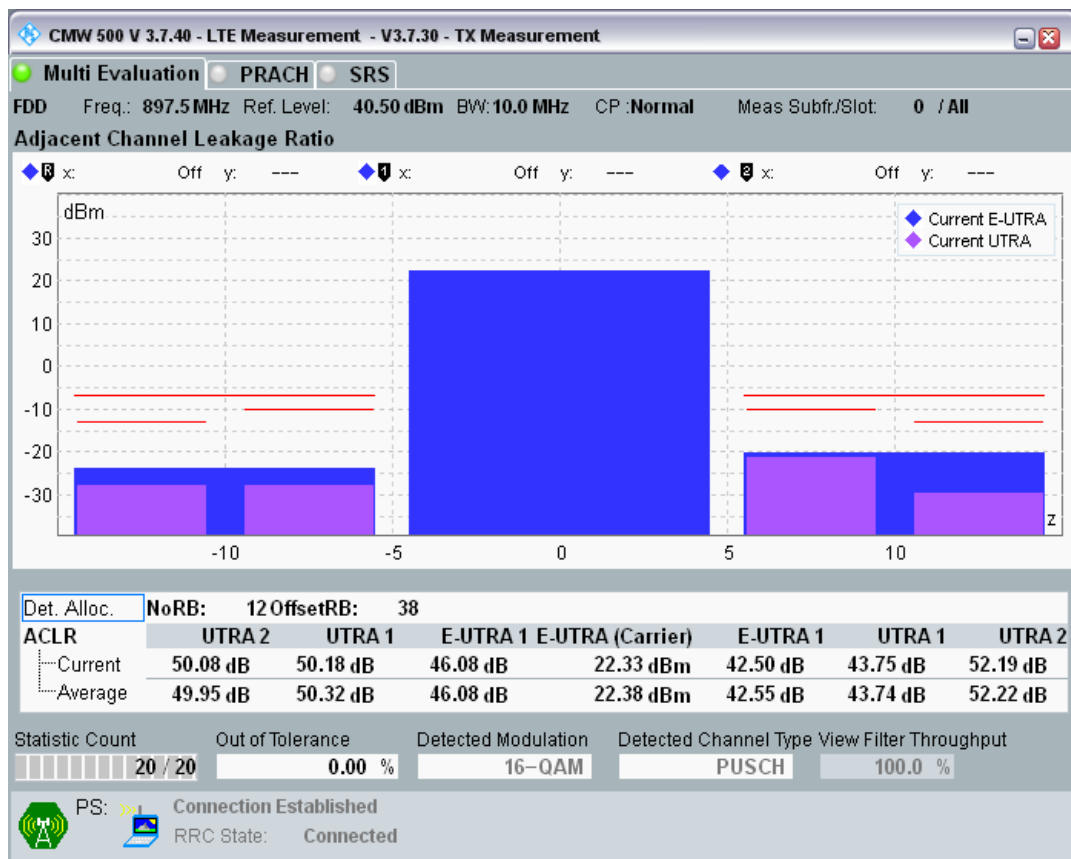 CMW 500 V 3.7.40 - LTE Measurement - V3.7.30 - TX Measurement
Multi Evaluation PRACH SRS
FDD Freq.: 897.5 MHz Ref. Level: 40.50 dBm BW: 10.0 MHz CP :Normal Meas Subfr./Slot: 0 / All
Adjacent Channel Leakage Ratio
R x: Off y: --- 1 x: Off y: --- 2 x: Off y: ---
dBm
Current E-UTRA
Current UTRA
30
20
10
0
-10
-20
-30
z
-10 -5 0 5 10
Det. Alloc. NoRB: 12 OffsetRB: 38
ACLR UTRA 2 UTRA 1 E-UTRA 1 E-UTRA (Carrier) E-UTRA 1 UTRA 1 UTRA 2
Current 50.08 dB 50.18 dB 46.08 dB 22.33 dBm 42.50 dB 43.75 dB 52.19 dB
Average 49.95 dB 50.32 dB 46.08 dB 22.38 dBm 42.55 dB 43.74 dB 52.22 dB
Statistic Count Out of Tolerance Detected Modulation Detected Channel Type View Filter Throughput
20 / 20 0.00 % 16-QAM PUSCH 100.0 %
PS: Connection Established
RRC State: Connected